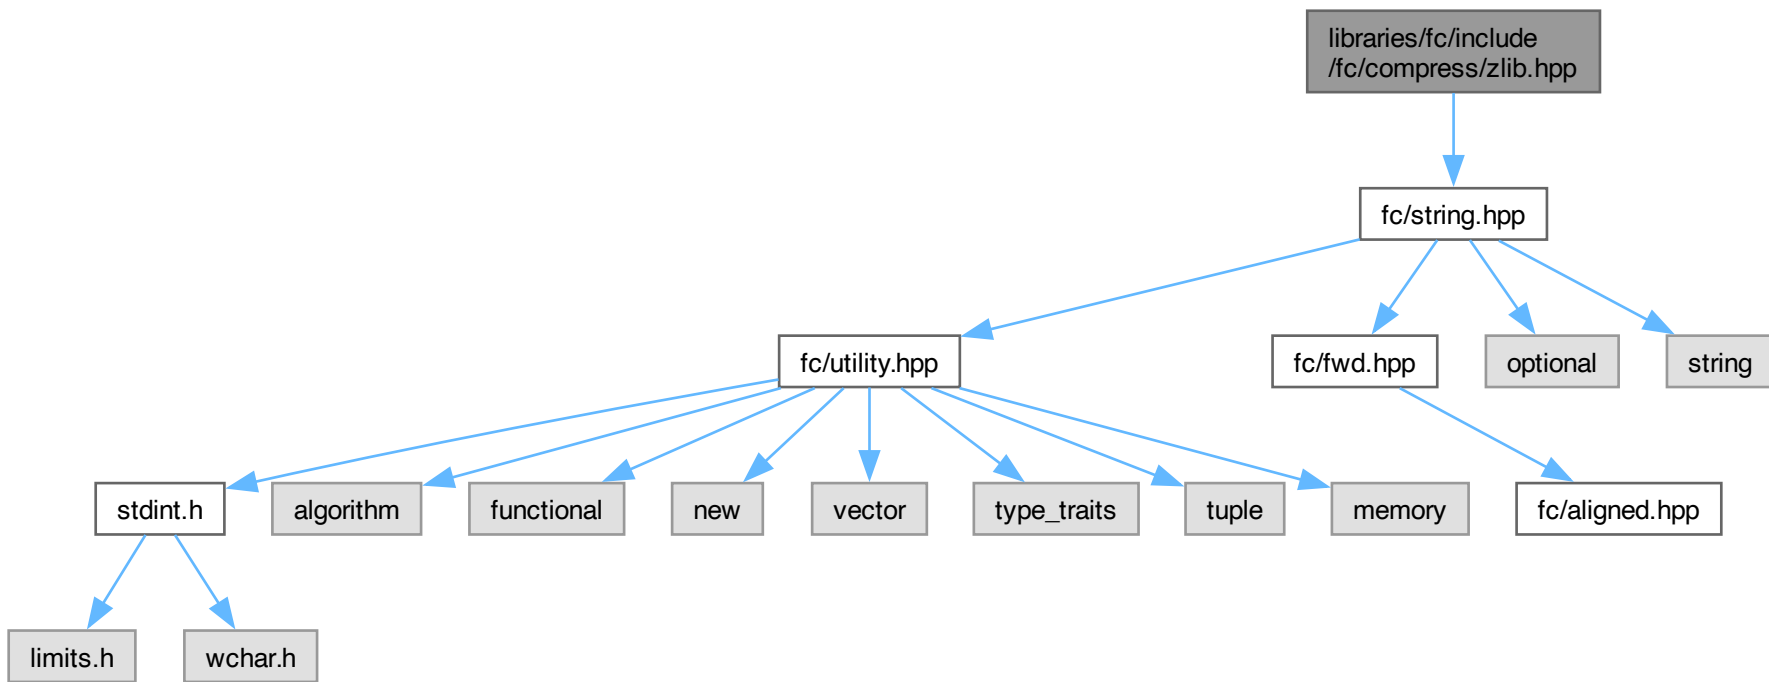 libraries/fc/include
/fc/compress/zlib.hpp
fc/string.hpp
fc/utility.hpp
fc/fwd.hpp
optional
string
stdint.h
algorithm
functional
new
vector
type_traits
tuple
memory
fc/aligned.hpp
limits.h
wchar.h